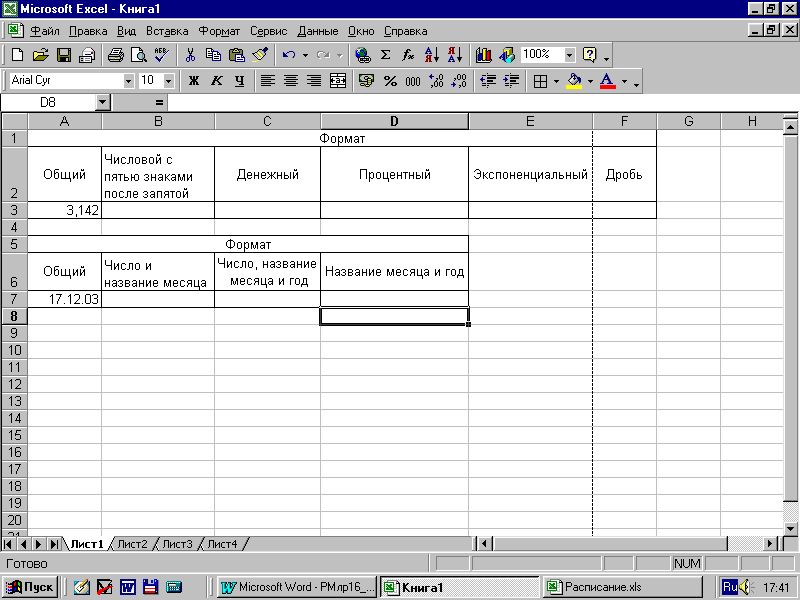 Microsoft Excel - Книга1
Файл Правка Вид Вставка Формат Сервис Данные Окно Справка
100%
Arial Cyr 10 Ж К Ч % 000
D8 =
A B C D E F G H
1 Формат
2 Общий Числовой с пятью знаками после запятой Денежный Процентный Экспоненциальный Дробь
3 3,142
4
5 Формат
6 Общий Число и название месяца Число, название месяца и год Название месяца и год
7 17.12.03
8
9
10
11
12
13
14
15
16
17
18
19
20
21
Лист1 Лист2 Лист3 Лист4
Готово NUM
Пуск Microsoft Word - РМлр16_... Книга1 Расписание.xls Ru 17:41